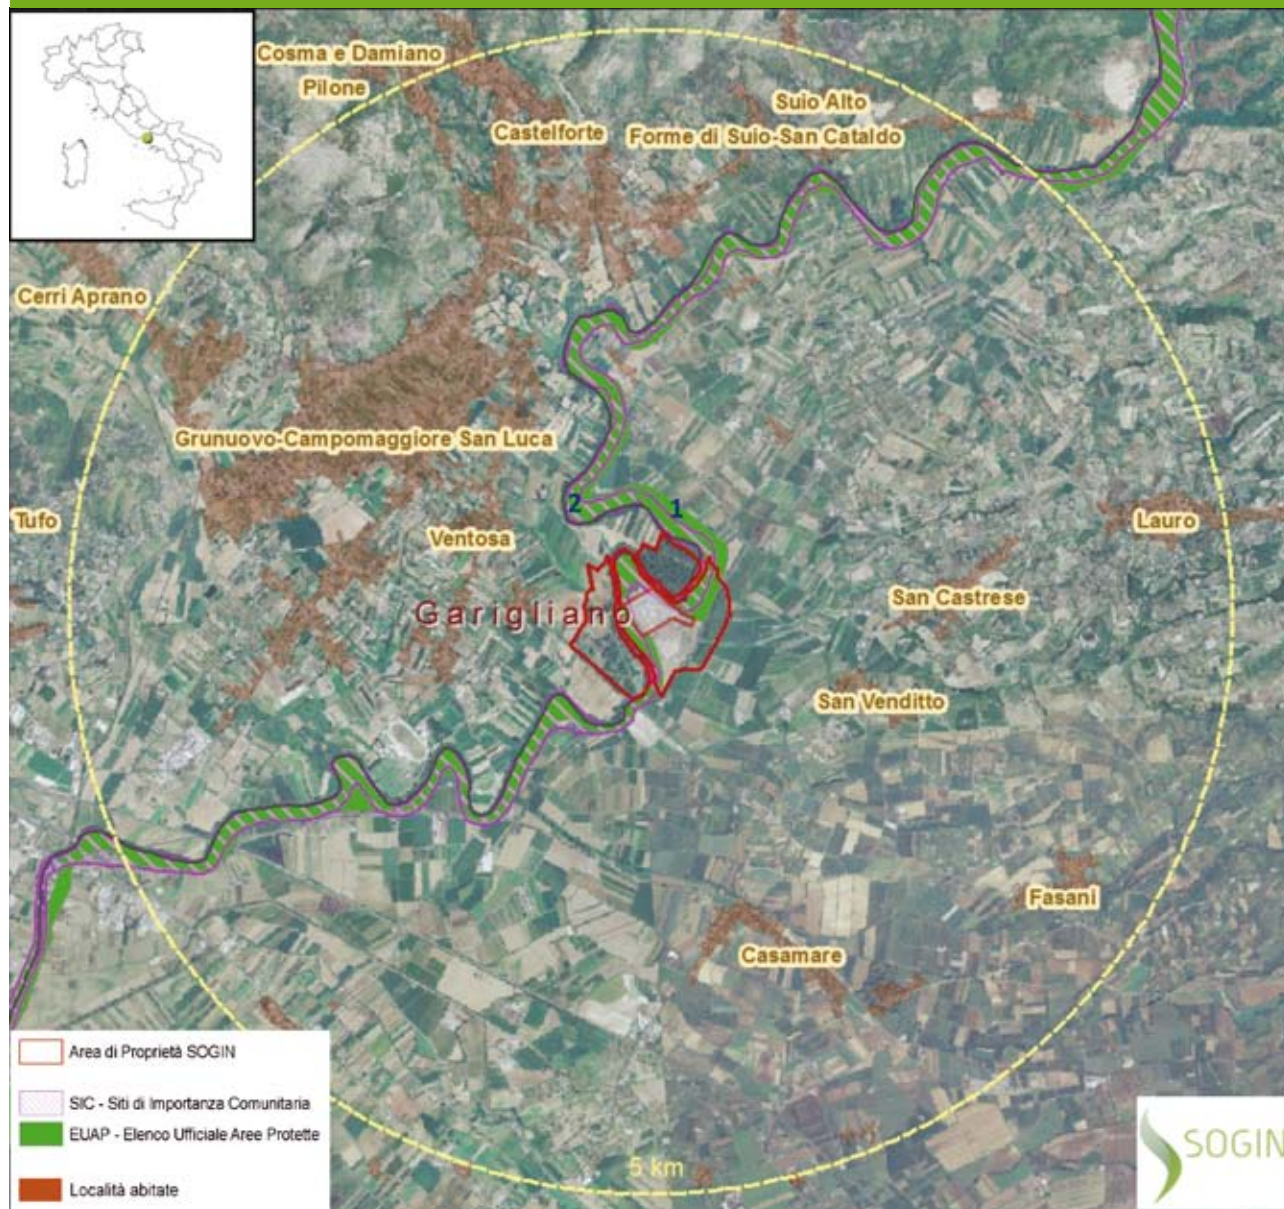 Cosma e Damiano
Pilone
Castelforte
Suio Alto
Forme di Suio-San Cataldo
Cerri Aprano
Grunuovo-Campomaggiore San Luca
Tufo
Ventosa
2
1
Lauro
Garigliano
San Castrese
San Venditto
Fasani
Casamare
5 km
Area di Proprietà SOGIN
SIC - Siti di Importanza Comunitaria
EUAP - Elenco Ufficiale Aree Protette
Località abitate
SOGIN